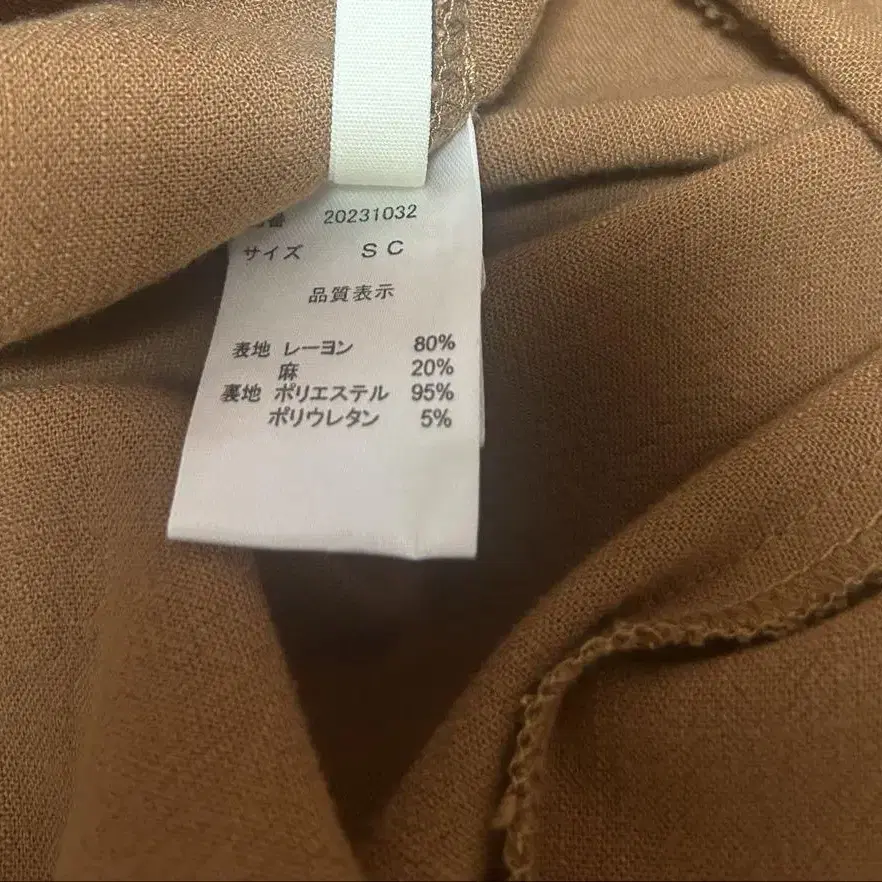 20231032
サイズ S C
品質表示
表地 レーヨン 80%
麻 20%
裏地 ポリエステル 95%
ポリウレタン 5%